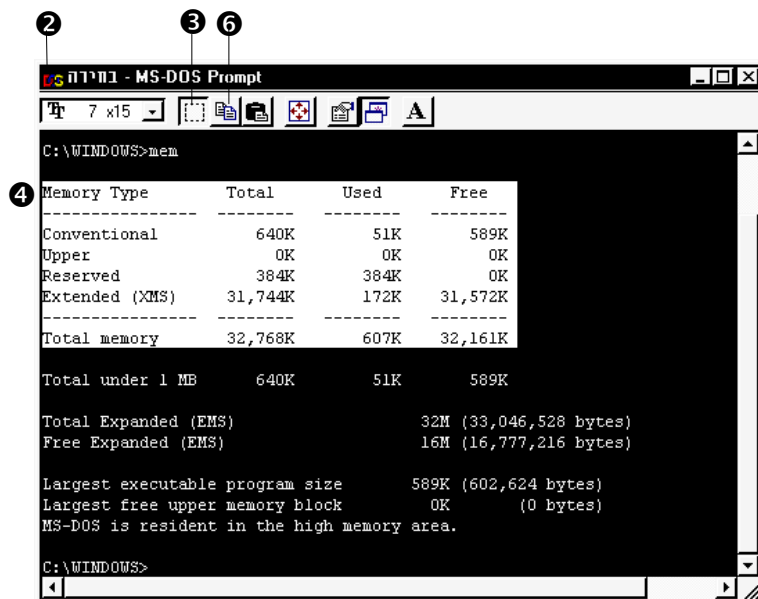 ❷ ❸ ❻
בחירה - MS-DOS Prompt
7 x15 A
C:\WINDOWS>mem
❹
Memory Type Total Used Free
---------------- -------- -------- --------
Conventional 640K 51K 589K
Upper 0K 0K 0K
Reserved 384K 384K 0K
Extended (XMS) 31,744K 172K 31,572K
---------------- -------- -------- --------
Total memory 32,768K 607K 32,161K
Total under 1 MB 640K 51K 589K
Total Expanded (EMS) 32M (33,046,528 bytes)
Free Expanded (EMS) 16M (16,777,216 bytes)
Largest executable program size 589K (602,624 bytes)
Largest free upper memory block 0K (0 bytes)
MS-DOS is resident in the high memory area.
C:\WINDOWS>